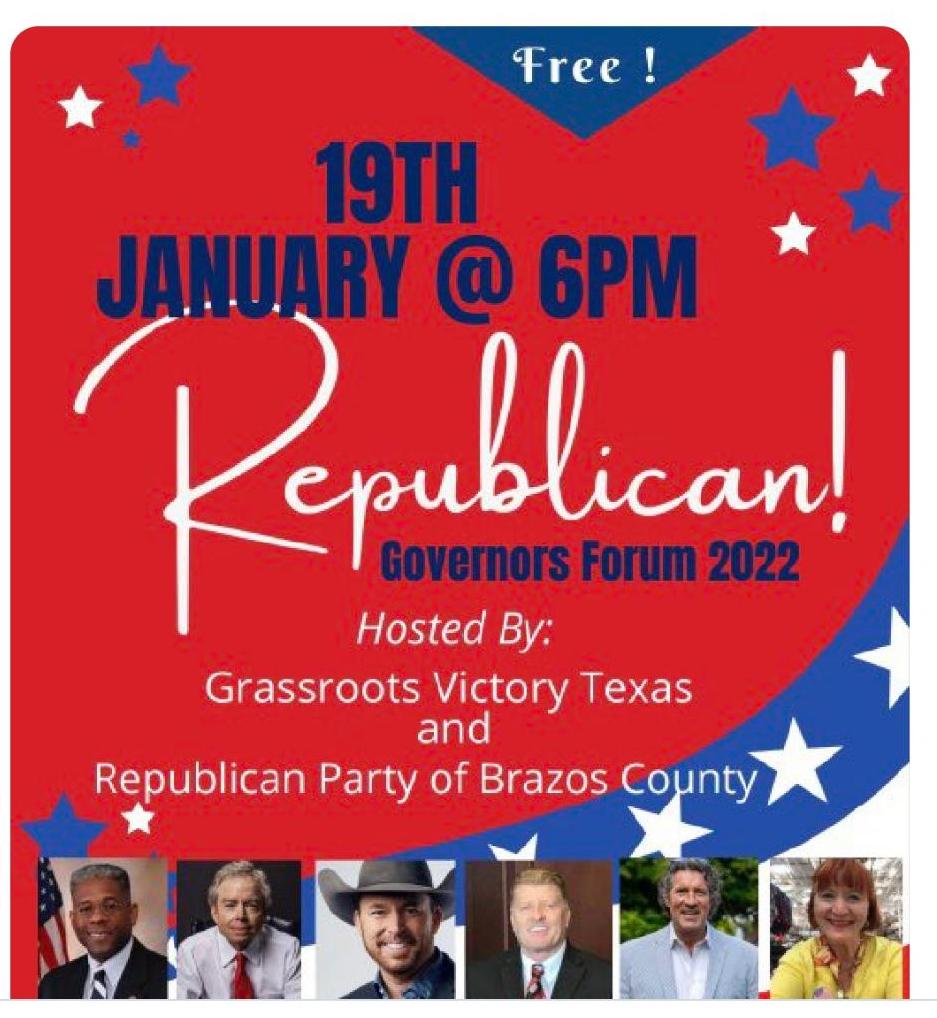 Free !
19TH
JANUARY @ 6PM
Republican!
Governors Forum 2022
Hosted By:
Grassroots Victory Texas
and
Republican Party of Brazos County